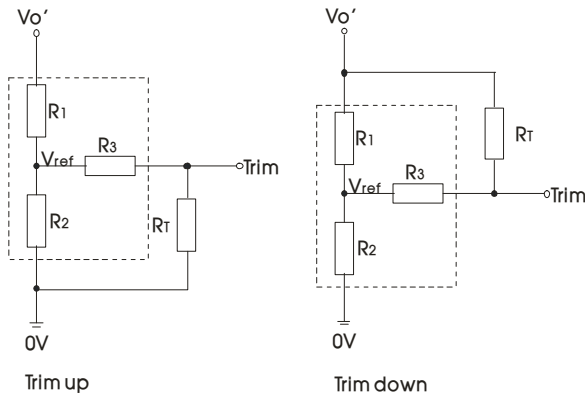 Vo'
R1
Vref
R3
Trim
R2
RT
0V
Trim up
Vo'
R1
RT
Vref
R3
Trim
R2
0V
Trim down